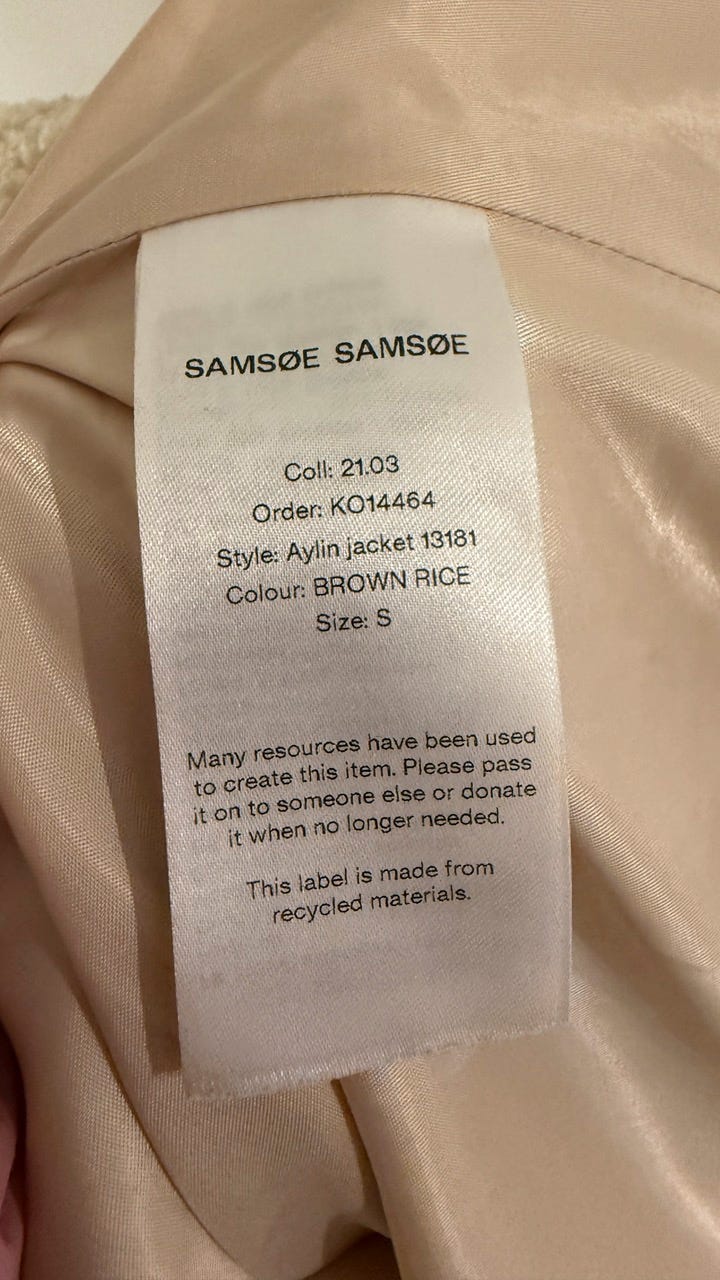 SAMSØE SAMSØE
Coll: 21.03
Order: KO14464
Style: Aylin jacket 13181
Colour: BROWN RICE
Size: S
Many resources have been used
to create this item. Please pass
it on to someone else or donate
it when no longer needed.
This label is made from
recycled materials.